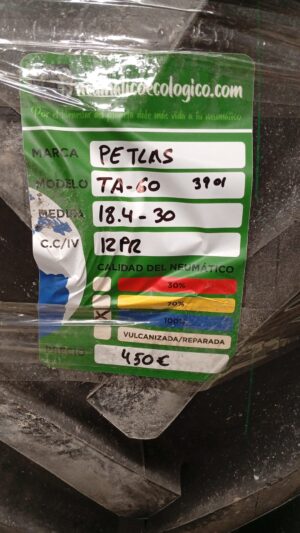 neumaticoecologico.com
MARCA PETLAS
MODELO TA-60 3901
MEDIDA 18.4-30
C.C/IV 12PR
CALIDAD DEL NEUMÁTICO
50%
70%
100%
VULCANIZADA/REPARADA
450€